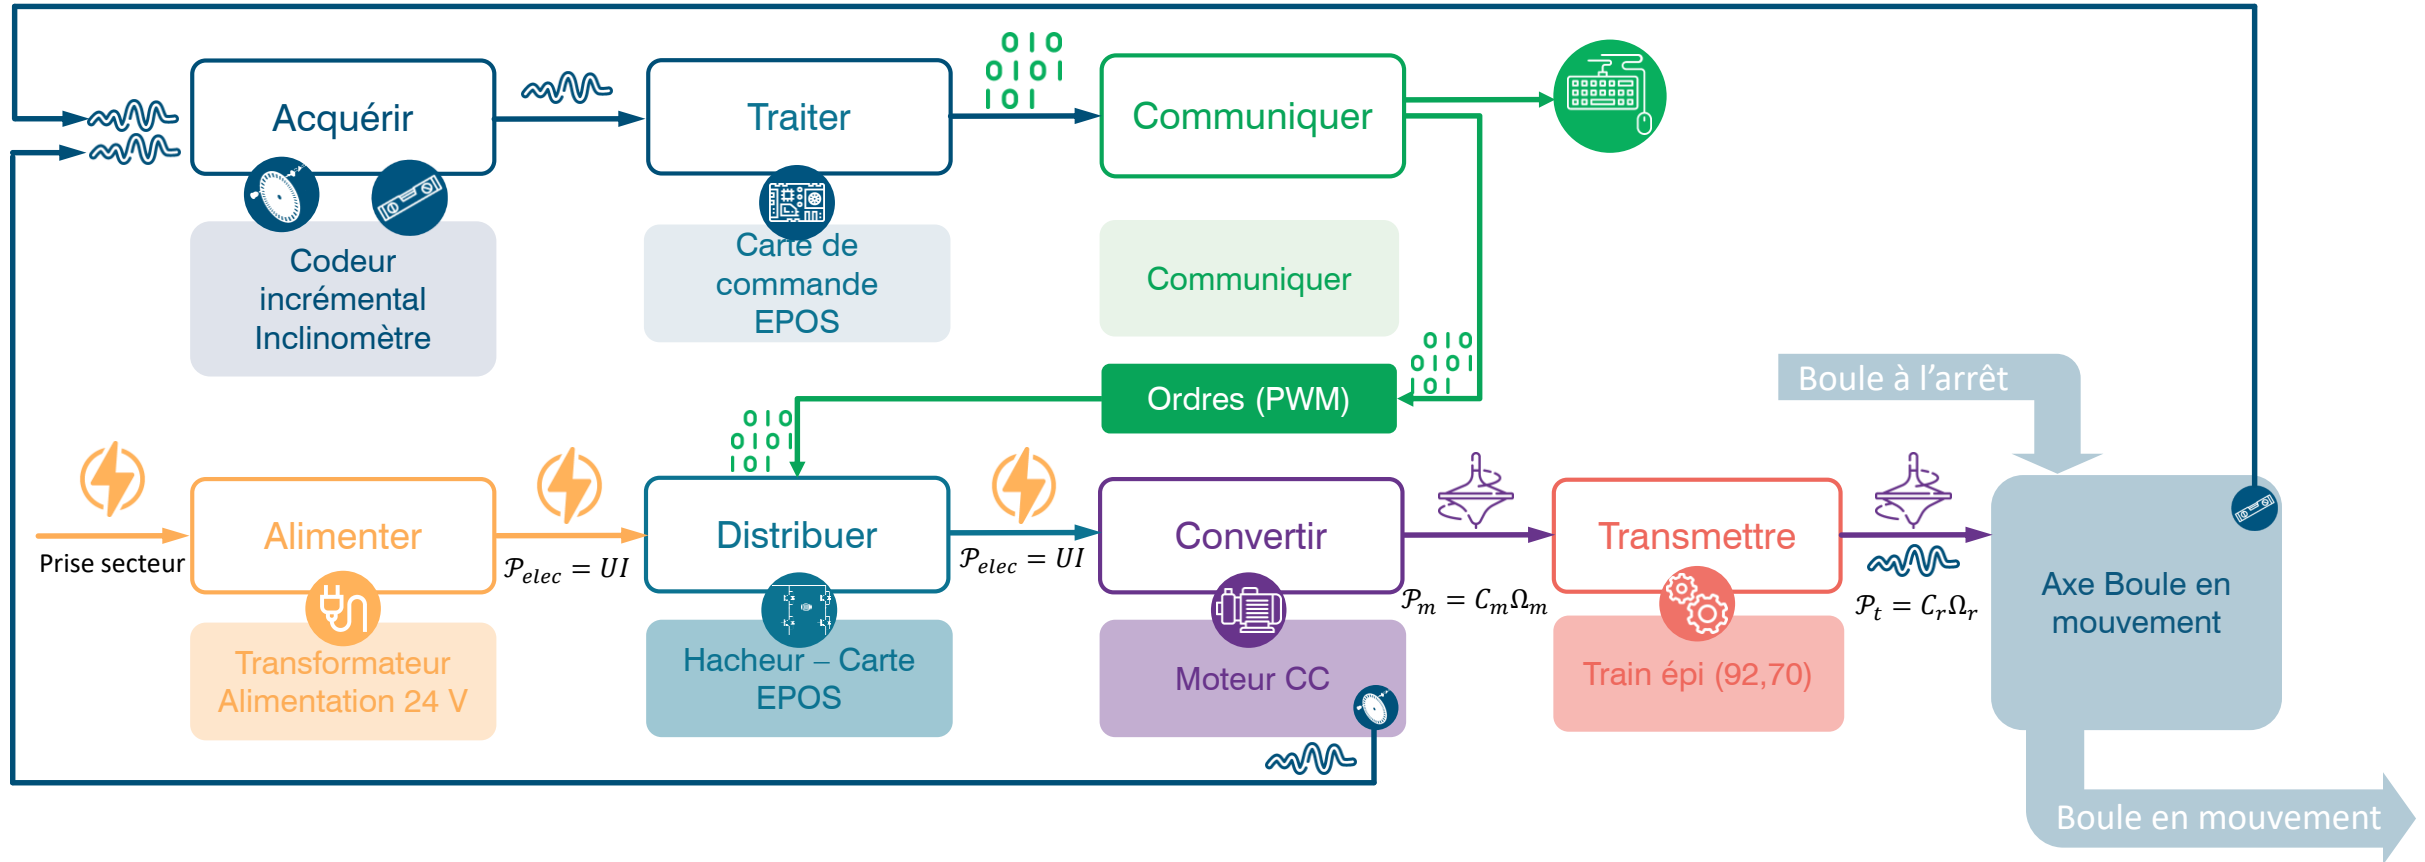 Acquérir
Traiter
Communiquer
010
0101
101
Codeur
incrémental
Inclinomètre
Carte de
commande
EPOS
Communiquer
010
0101
101
Ordres (PWM)
010
0101
101
Boule à l’arrêt
Prise secteur
Alimenter
𝒫elec = UI
Distribuer
𝒫elec = UI
Convertir
𝒫m = CmΩm
Transmettre
𝒫t = CrΩr
Axe Boule en
mouvement
Transformateur
Alimentation 24 V
Hacheur – Carte
EPOS
Moteur CC
Train épi (92,70)
Boule en mouvement